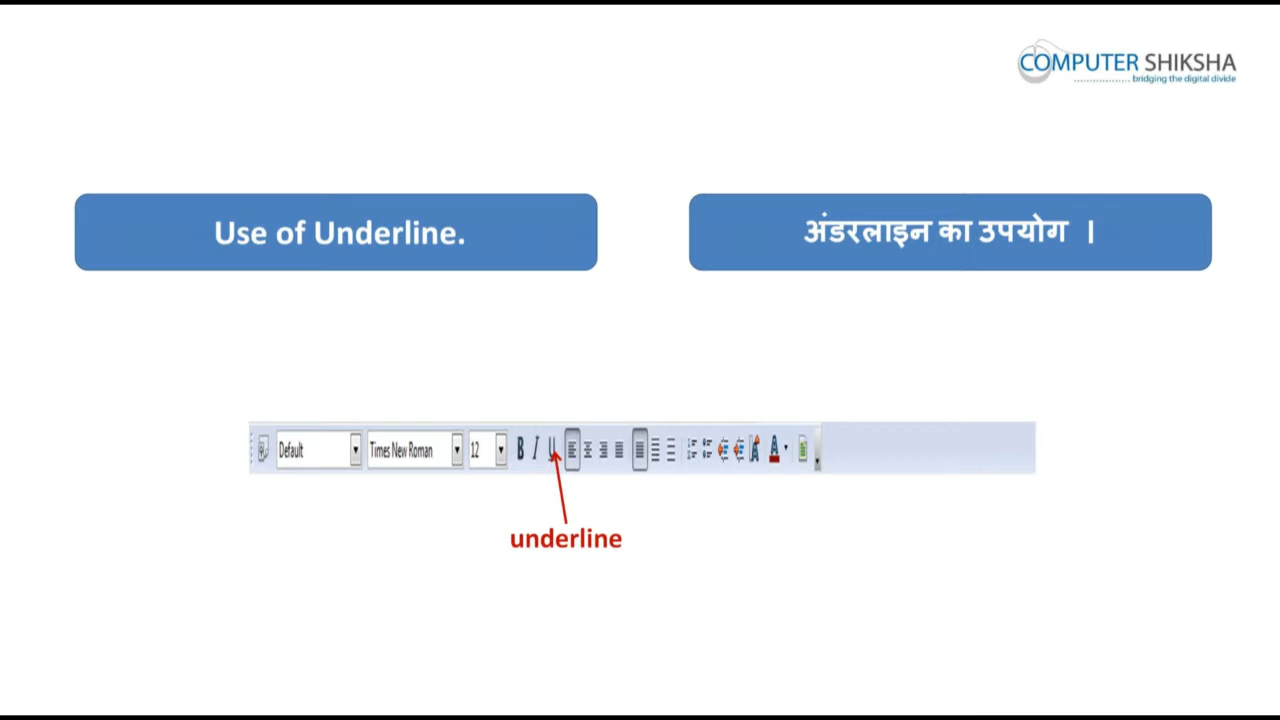 COMPUTER SHIKSHA
bridging the digital divide
Use of Underline.
अंडरलाइन का उपयोग ।
Default Times New Roman 12 B I U A
underline